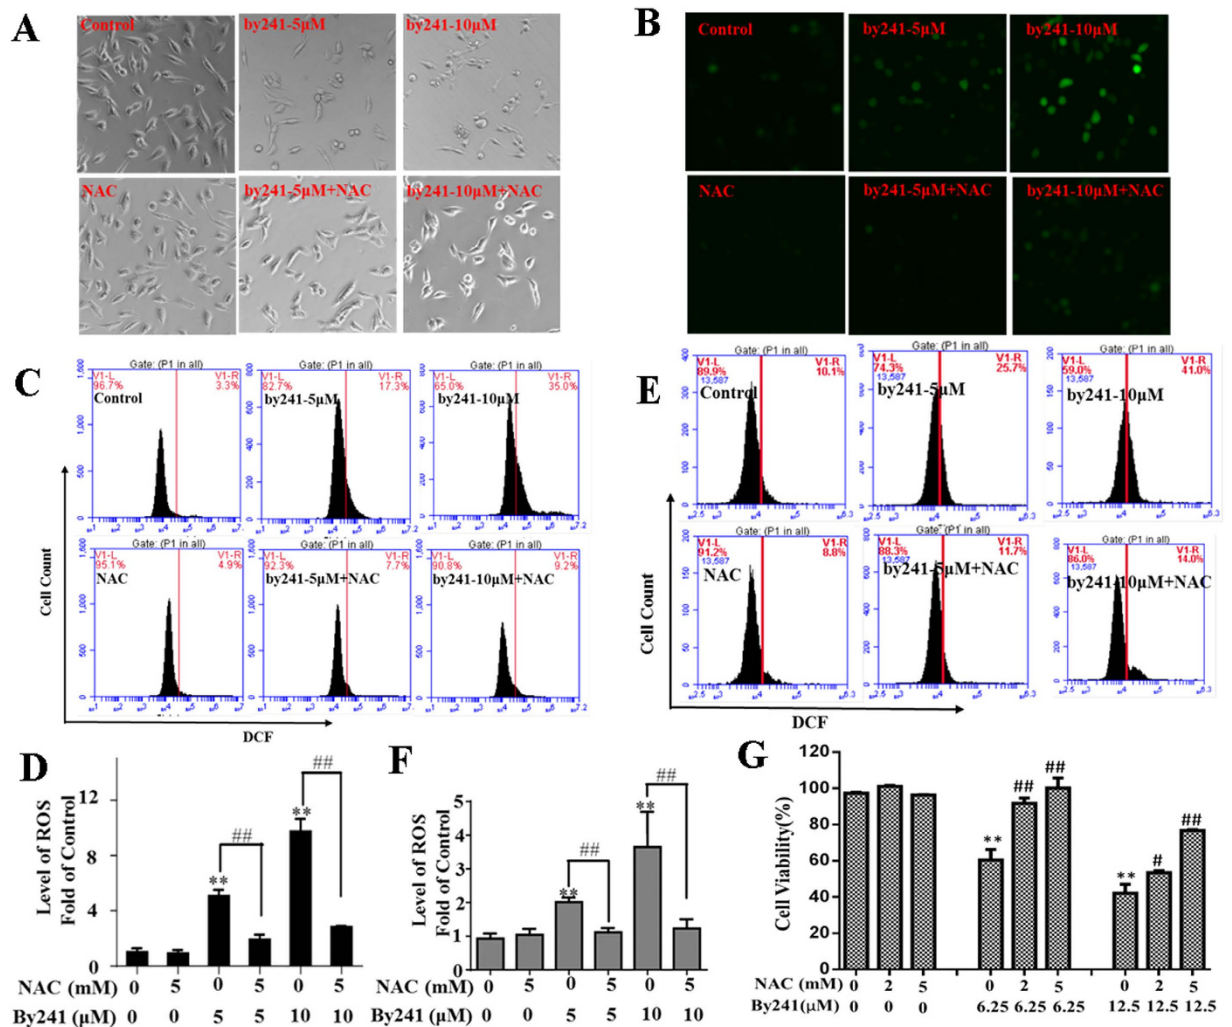 A
Control
by241-5μM
by241-10μM
NAC
by241-5μM+NAC
by241-10μM+NAC
B
Control
by241-5μM
by241-10μM
NAC
by241-5μM+NAC
by241-10μM+NAC
C
Cell Count
Gate: (P1 in all)
V1-L V1-R
96.7% 3.3%
Control
Gate: (P1 in all)
V1-L V1-R
82.7% 17.3%
by241-5μM
Gate: (P1 in all)
V1-L V1-R
65.0% 35.0%
by241-10μM
Gate: (P1 in all)
V1-L V1-R
95.1% 4.9%
NAC
Gate: (P1 in all)
V1-L V1-R
92.3% 7.7%
by241-5μM+NAC
Gate: (P1 in all)
V1-L V1-R
90.8% 9.2%
by241-10μM+NAC
DCF
E
Cell Count
Gate: (P1 in all)
V1-L V1-R
89.9% 10.1%
13,587
Control
Gate: (P1 in all)
V1-L V1-R
74.3% 25.7%
13,587
by241-5μM
Gate: (P1 in all)
V1-L V1-R
59.0% 41.0%
13,587
by241-10μM
Gate: (P1 in all)
V1-L V1-R
91.2% 8.8%
13,587
NAC
Gate: (P1 in all)
V1-L V1-R
88.3% 11.7%
13,587
by241-5μM+NAC
Gate: (P1 in all)
V1-L V1-R
86.0% 14.0%
13,587
by241-10μM+NAC
DCF
D
Level of ROS
Fold of Control
12
8
4
0
** ## ** ##
NAC (mM) 0 5 0 5 0 5
By241 (μM) 0 0 5 5 10 10
F
Level of ROS
Fold of Control
5
4
3
2
1
0
** ## ** ##
NAC (mM) 0 5 0 5 0 5
By241 (μM) 0 0 5 5 10 10
G
Cell Viability(%)
120
100
80
60
40
20
0
** ## ## ** # ##
NAC (mM) 0 2 5 0 2 5 0 2 5
By241(μM) 0 0 0 6.25 6.25 6.25 12.5 12.5 12.5